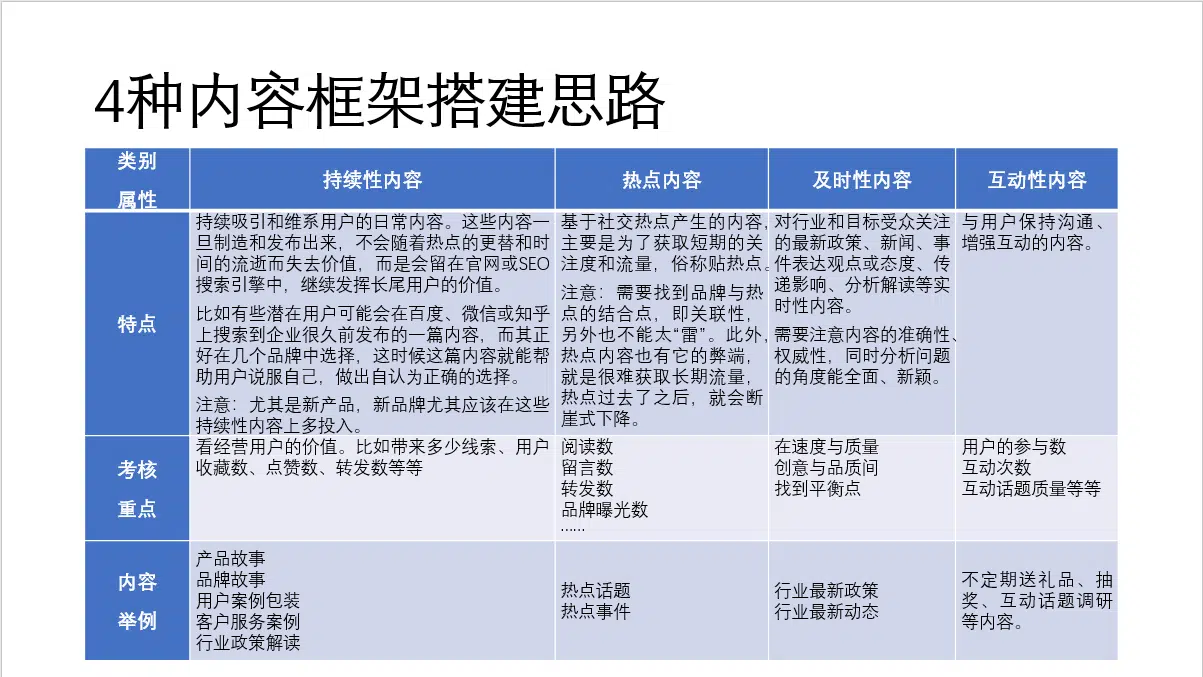 4种内容框架搭建思路
类别
属性
持续性内容
热点内容
及时性内容
互动性内容
特点
持续吸引和维系用户的日常内容。这些内容一
旦制造和发布出来，不会随着热点的更替和时
间的流逝而失去价值，而是会留在官网或SEO
搜索引擎中，继续发挥长尾用户的价值。
比如有些潜在用户可能会在百度、微信或知乎
上搜索到企业很久前发布的一篇内容，而其正
好在几个品牌中选择，这时候这篇内容就能帮
助用户说服自己，做出自认为正确的选择。
注意：尤其是新产品，新品牌尤其应该在这些
持续性内容上多投入。
基于社交热点产生的内容，
主要是为了获取短期的关
注度和流量，俗称贴热点。
注意：需要找到品牌与热
点的结合点，即关联性，
另外也不能太“雷”。此外，
热点内容也有它的弊端，
就是很难获取长期流量，
热点过去了之后，就会断
崖式下降。
对行业和目标受众关注
的最新政策、新闻、事
件表达观点或态度、传
递影响、分析解读等实
时性内容。
需要注意内容的准确性、
权威性，同时分析问题
的角度能全面、新颖。
与用户保持沟通、
增强互动的内容。
考核
重点
看经营用户的价值。比如带来多少线索、用户
收藏数、点赞数、转发数等等
阅读数
留言数
转发数
品牌曝光数
……
在速度与质量
创意与品质间
找到平衡点
用户的参与数
互动次数
互动话题质量等等
内容
举例
产品故事
品牌故事
用户案例包装
客户服务案例
行业政策解读
热点话题
热点事件
行业最新政策
行业最新动态
不定期送礼品、抽
奖、互动话题调研
等内容。